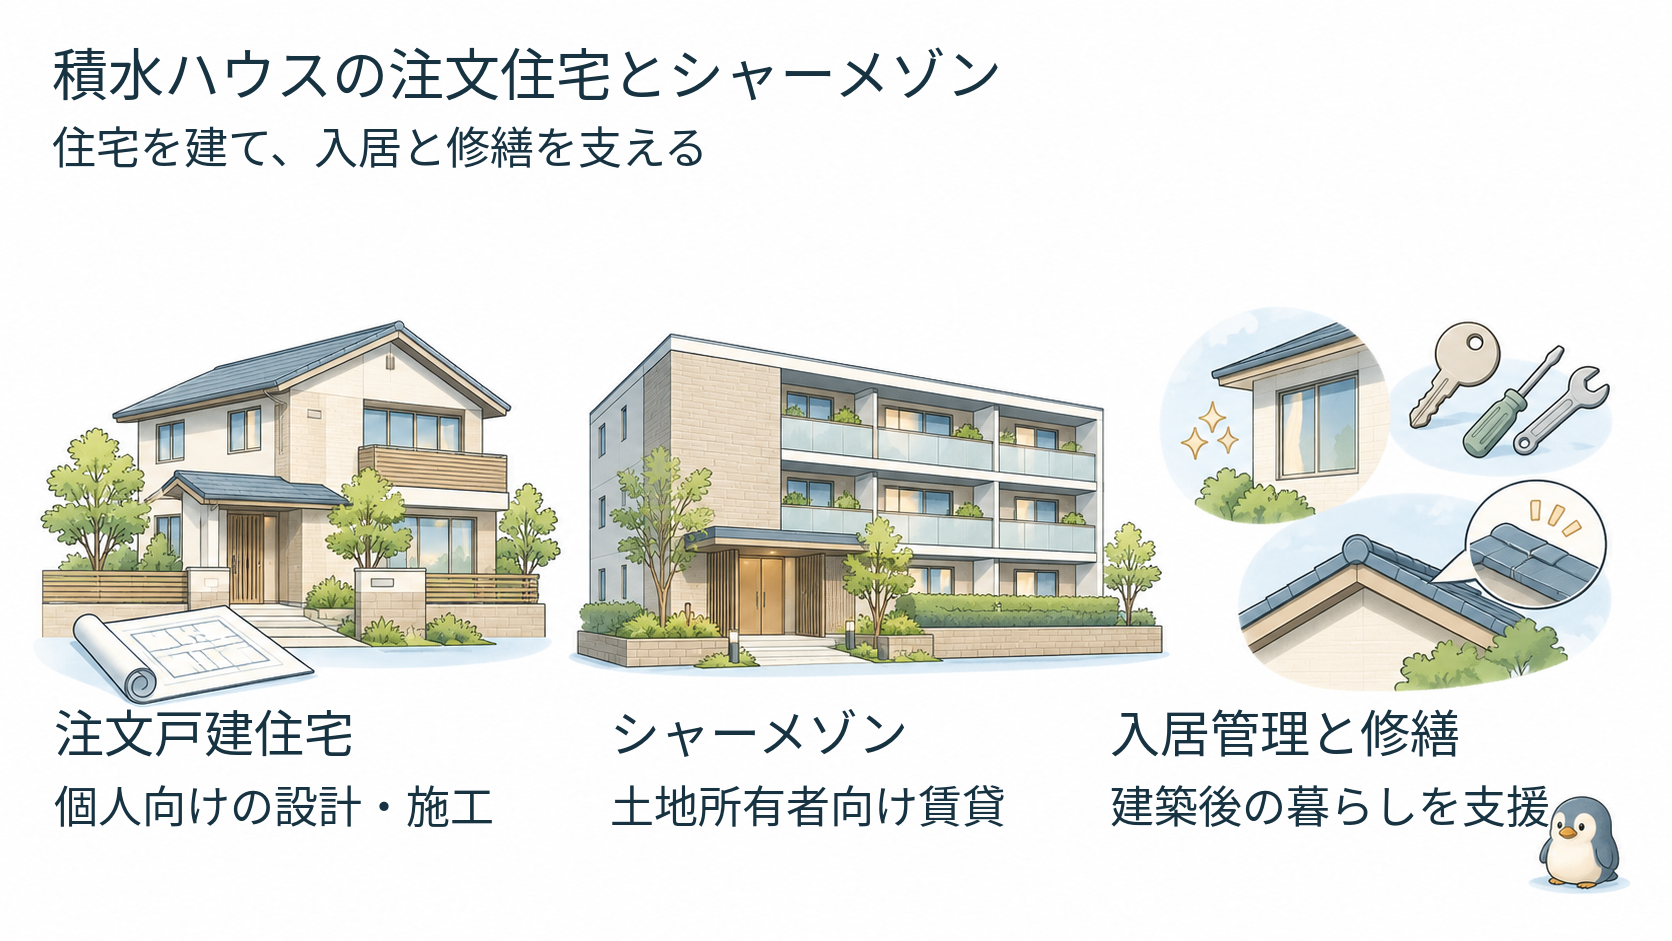 積水ハウスの注文住宅とシャーメゾン
住宅を建て、入居と修繕を支える
注文戸建住宅
個人向けの設計・施工
シャーメゾン
土地所有者向け賃貸
入居管理と修繕
建築後の暮らしを支援